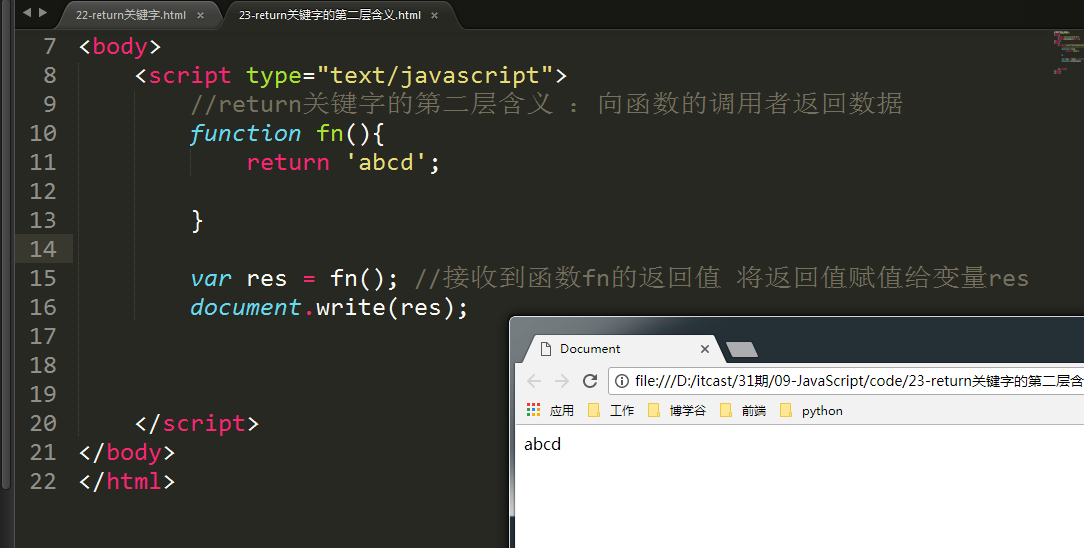 22-return关键字.html ×
23-return关键字的第二层含义.html ×
7 <body>
8 <script type="text/javascript">
9 //return关键字的第二层含义 : 向函数的调用者返回数据
10 function fn(){
11 return 'abcd';
12
13 }
14
15 var res = fn(); //接收到函数fn的返回值 将返回值赋值给变量res
16 document.write(res);
17
18
19
20 </script>
21 </body>
22 </html>
Document ×
file:///D:/itcast/31期/09-JavaScript/code/23-return关键字的第二层含
应用 工作 博学谷 前端 python
abcd